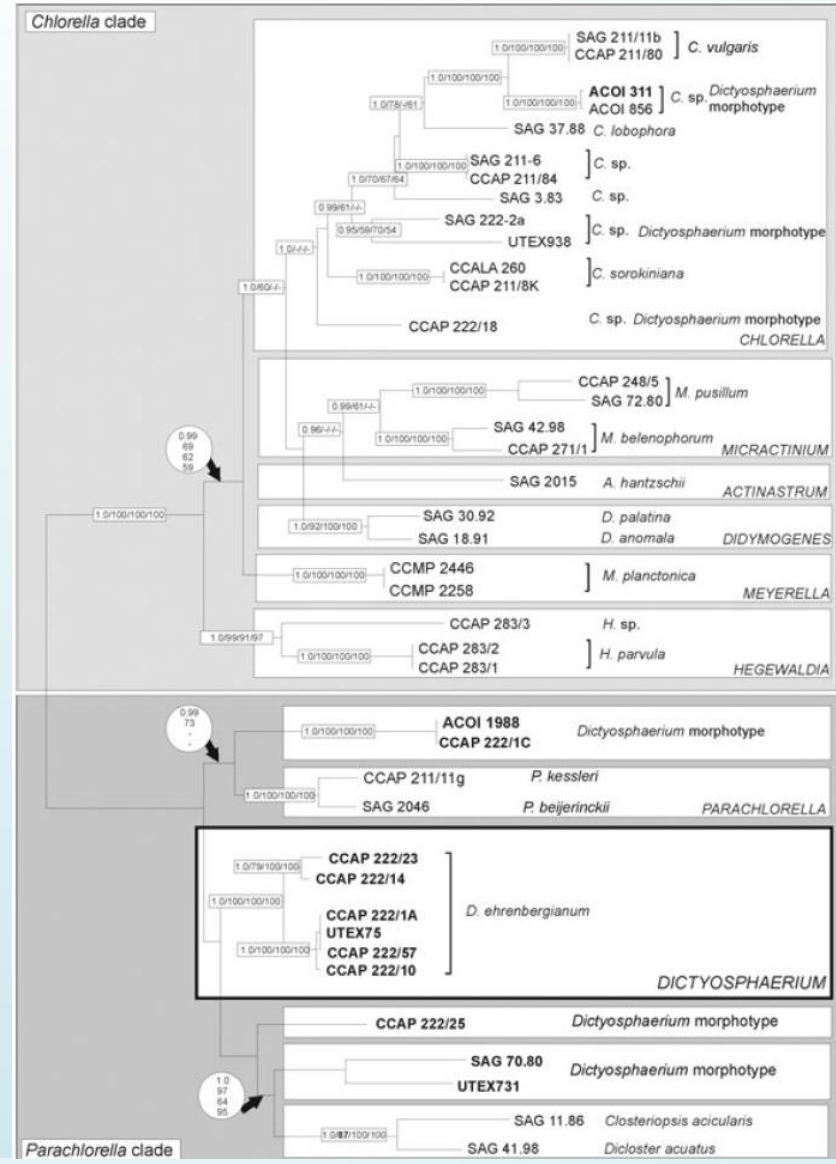 Chlorella clade
SAG 211/11b
CCAP 211/80
C. vulgaris
1.0/100/100/100
ACOI 311
ACOI 856
C. sp. Dictyosphaerium
morphotype
1.0/100/100/100
1.0/78/-/61
SAG 37.88 C. lobophora
1.0/100/100/100
SAG 211-6
CCAP 211/84
C. sp.
1.0/70/67/64
SAG 3.83 C. sp.
0.99/61/-/-
SAG 222-2a
UTEX938
C. sp. Dictyosphaerium morphotype
0.95/59/70/54
1.0/-/-/-
CCALA 260
CCAP 211/8K
C. sorokiniana
1.0/100/100/100
1.0/60/-/-
CCAP 222/18 C. sp. Dictyosphaerium morphotype
CHLORELLA
1.0/100/100/100
CCAP 248/5
SAG 72.80
M. pusillum
0.99/61/-/-
0.96/-/-/-
SAG 42.98
CCAP 271/1
M. belenophorum
1.0/100/100/100
MICRACTINIUM
0.99
69
62
59
SAG 2015 A. hantzschii
ACTINASTRUM
1.0/100/100/100
SAG 30.92 D. palatina
1.0/92/100/100
SAG 18.91 D. anomala
DIDYMOGENES
CCMP 2446
1.0/100/100/100
CCMP 2258
M. planctonica
MEYERELLA
CCAP 283/3 H. sp.
1.0/99/91/97
CCAP 283/2
1.0/100/100/100
CCAP 283/1
H. parvula
HEGEWALDIA
0.99
73
-
-
ACOI 1988
1.0/100/100/100
CCAP 222/1C
Dictyosphaerium morphotype
CCAP 211/11g P. kessleri
1.0/100/100/100
SAG 2046 P. beijerinckii
PARACHLORELLA
CCAP 222/23
1.0/79/100/100
CCAP 222/14
1.0/100/100/100
D. ehrenbergianum
CCAP 222/1A
UTEX75
1.0/100/100/100
CCAP 222/57
CCAP 222/10
DICTYOSPHAERIUM
CCAP 222/25 Dictyosphaerium morphotype
SAG 70.80
UTEX731
Dictyosphaerium morphotype
1.0
97
64
95
SAG 11.86 Closteriopsis acicularis
1.0/87/100/100
SAG 41.98 Dicloster acuatus
Parachlorella clade